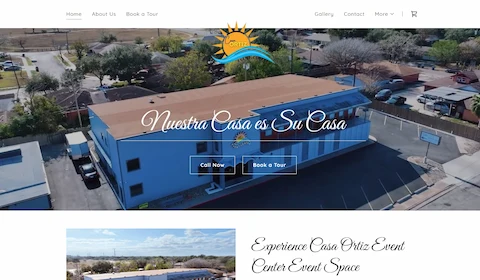 Home About Us Book a Tour Gallery Contact More
ORTIZ
Nuestra Casa es Su Casa
Call Now Book a Tour
Experience Casa Ortiz Event
Center Event Space